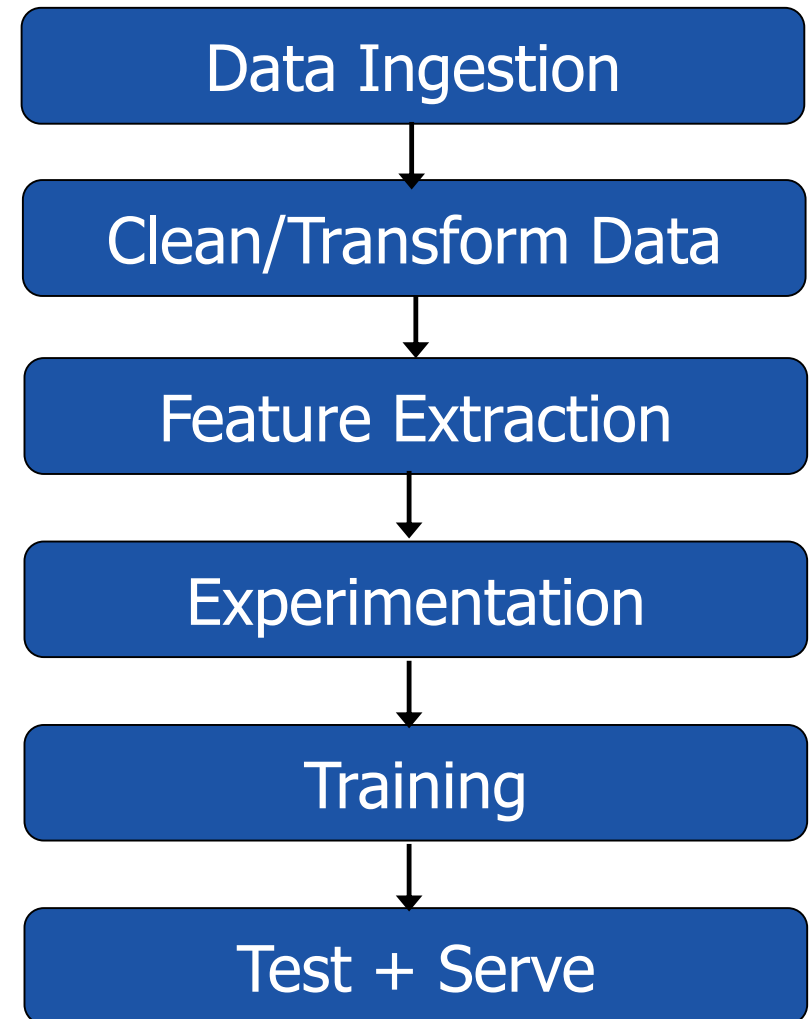 Data Ingestion
Clean/Transform Data
Feature Extraction
Experimentation
Training
Test + Serve